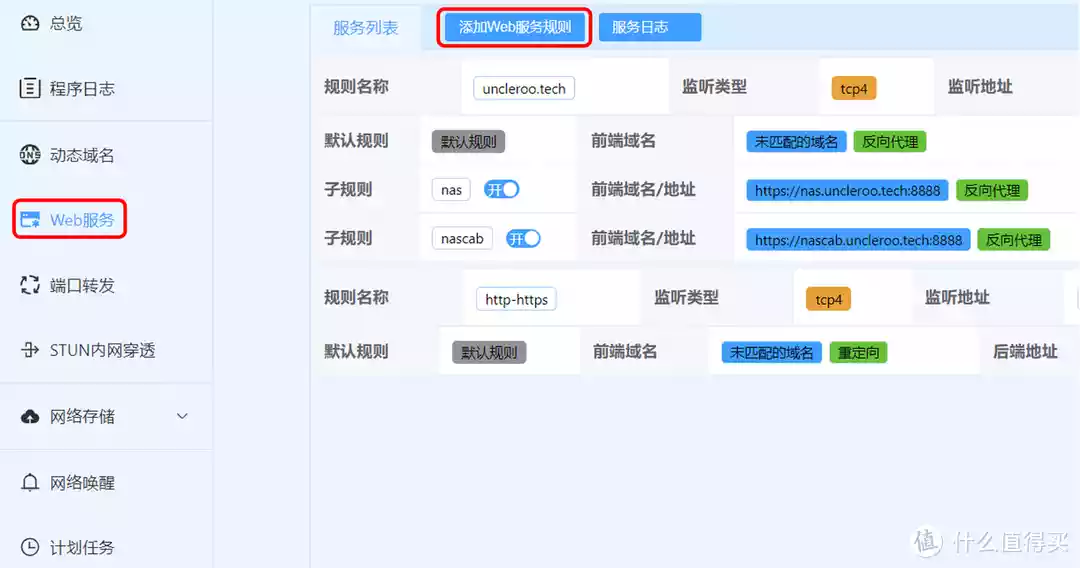 总览
程序日志
动态域名
Web服务
端口转发
STUN内网穿透
网络存储
网络唤醒
计划任务
服务列表 添加Web服务规则 服务日志
规则名称 uncleroo.tech 监听类型 tcp4 监听地址
默认规则 默认规则 前端域名 未匹配的域名 反向代理
子规则 nas 开 前端域名/地址 https://nas.uncleroo.tech:8888 反向代理
子规则 nascab 开 前端域名/地址 https://nascab.uncleroo.tech:8888 反向代理
规则名称 http-https 监听类型 tcp4 监听地址
默认规则 默认规则 前端域名 未匹配的域名 重定向 后端地址
值 什么值得买